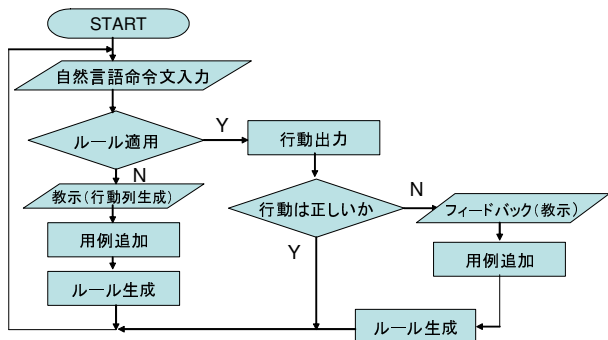 START
自然言語命令文入力
ルール適用
Y
行動出力
N
教示(行動列生成)
行動は正しいか
N
フィードバック(教示)
用例追加
Y
用例追加
ルール生成
ルール生成